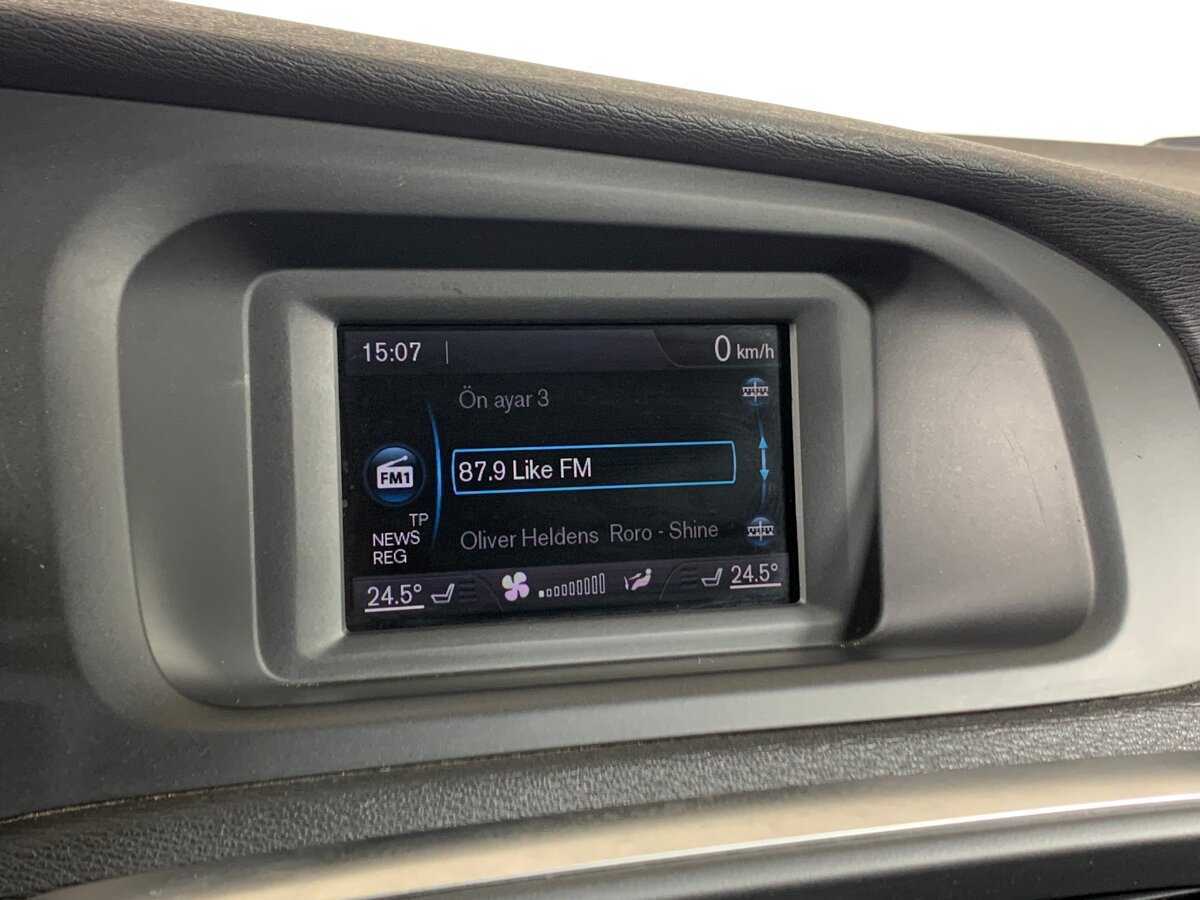 15:07
0 km/h
Ön ayar 3
87.9 Like FM
FM1
TP
NEWS
REG
Oliver Heldens Roro - Shine
24.5°
24.5°